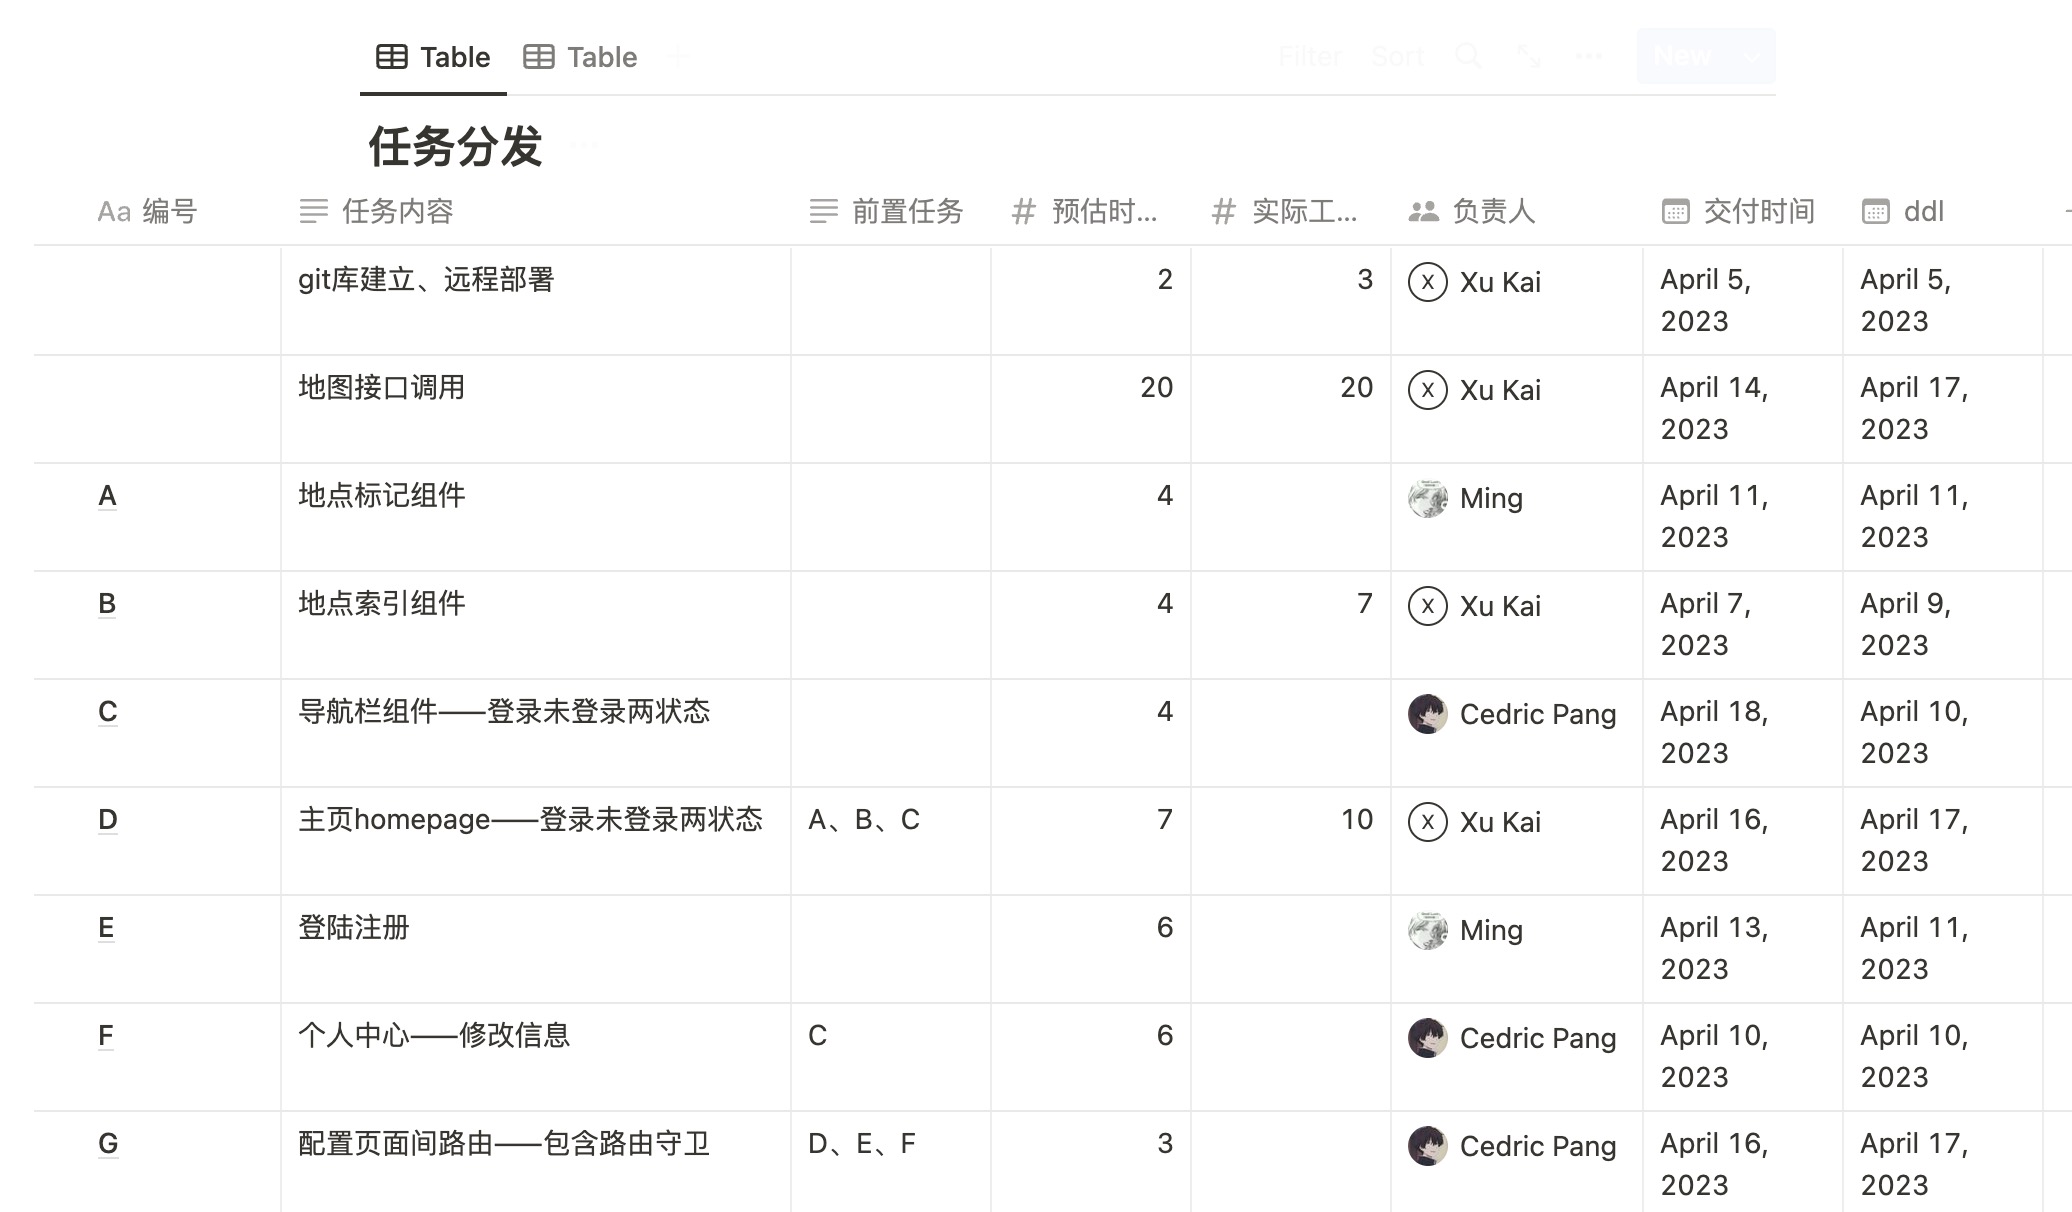 Table Table
Filter Sort New
任务分发
Aa 编号 任务内容 前置任务 # 预估时... # 实际工... 负责人 交付时间 ddl
git库建立、远程部署 2 3 X Xu Kai April 5, 2023 April 5, 2023
地图接口调用 20 20 X Xu Kai April 14, 2023 April 17, 2023
A 地点标记组件 4 Ming April 11, 2023 April 11, 2023
B 地点索引组件 4 7 X Xu Kai April 7, 2023 April 9, 2023
C 导航栏组件——登录未登录两状态 4 Cedric Pang April 18, 2023 April 10, 2023
D 主页homepage——登录未登录两状态 A、B、C 7 10 X Xu Kai April 16, 2023 April 17, 2023
E 登陆注册 6 Ming April 13, 2023 April 11, 2023
F 个人中心——修改信息 C 6 Cedric Pang April 10, 2023 April 10, 2023
G 配置页面间路由——包含路由守卫 D、E、F 3 Cedric Pang April 16, 2023 April 17, 2023